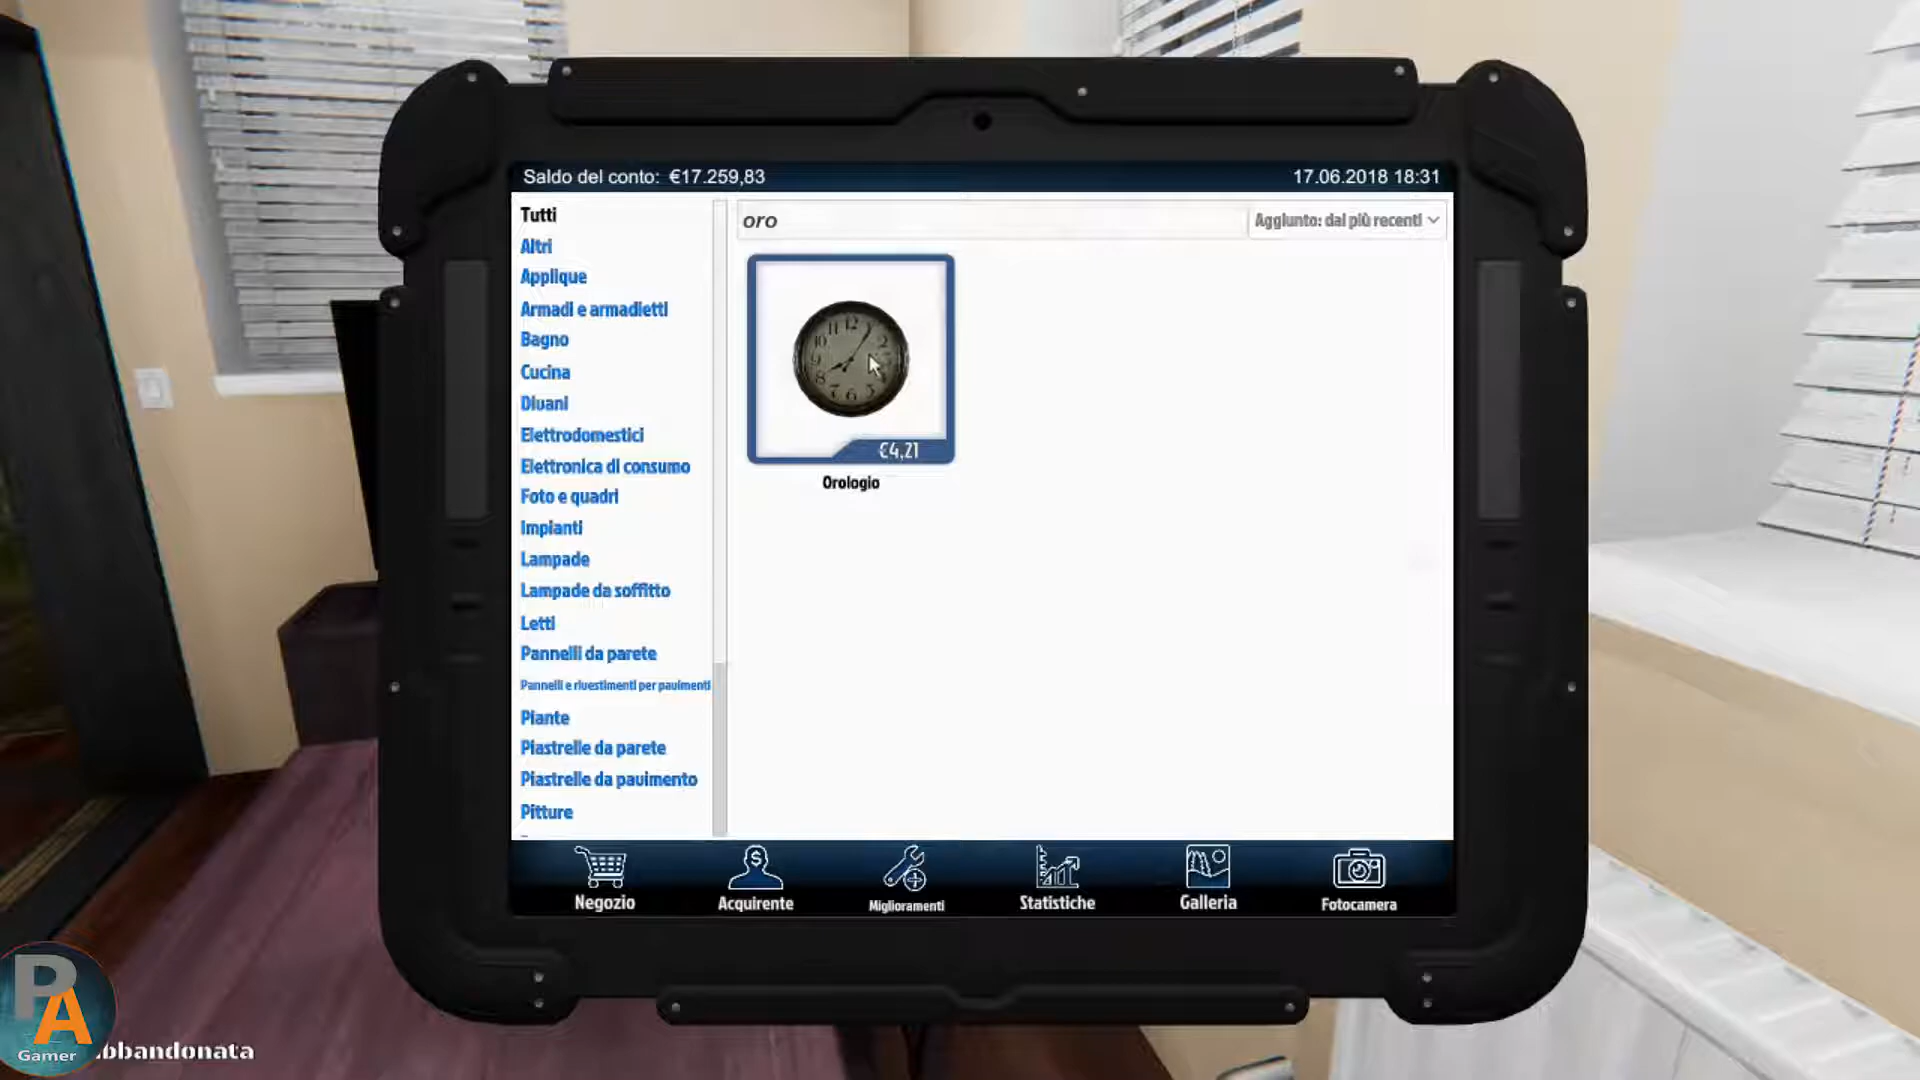 Saldo del conto: €17.259,83
17.06.2018 18:31
Tutti
Altri
Applique
Armadi e armadietti
Bagno
Cucina
Divani
Elettrodomestici
Elettronica di consumo
Foto e quadri
Impianti
Lampade
Lampade da soffitto
Letti
Pannelli da parete
Pannelli e rivestimenti per pavimenti
Piante
Piastrelle da parete
Piastrelle da pavimento
Pitture
oro
Aggiunto: dal più recenti
€4,21
Orologio
Negozio
Acquirente
Miglioramenti
Statistiche
Galleria
Fotocamera
PA
Gamer
bbandonata